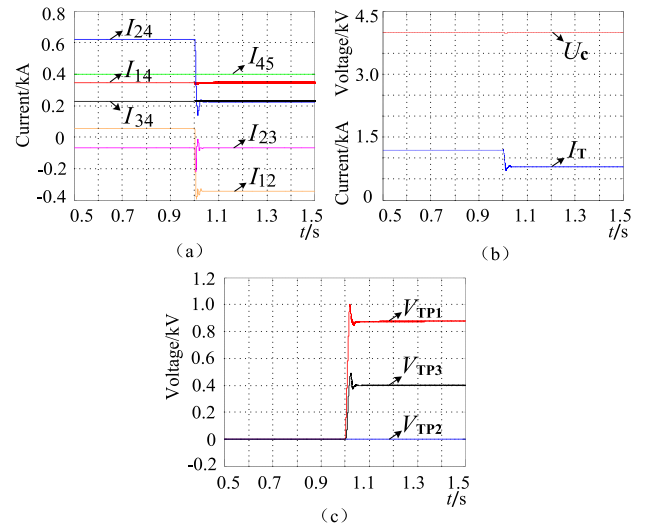 Current/kA
0.8
0.6
0.4
0.2
0
-0.2
-0.4
I24
I45
I14
I34
I23
I12
0.5 0.7 0.9 1.1 1.3 1.5
t/s
(a)
Voltage/kV
Current/kA
4.5
3.0
1.5
0
Uc
IT
0.5 0.7 0.9 1.1 1.3 1.5
t/s
(b)
Voltage/kV
1.2
1.0
0.8
0.6
0.4
0.2
0
-0.2
VTP1
VTP3
VTP2
0.5 0.7 0.9 1.1 1.3 1.5
t/s
(c)